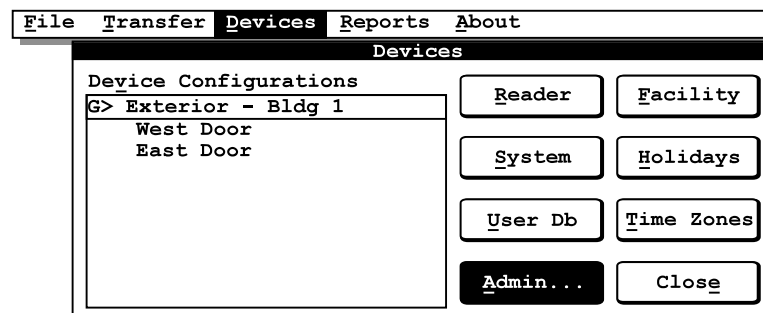 File Transfer Devices Reports About
Devices
Device Configurations
G> Exterior - Bldg 1
West Door
East Door
Reader Facility
System Holidays
User Db Time Zones
Admin... Close